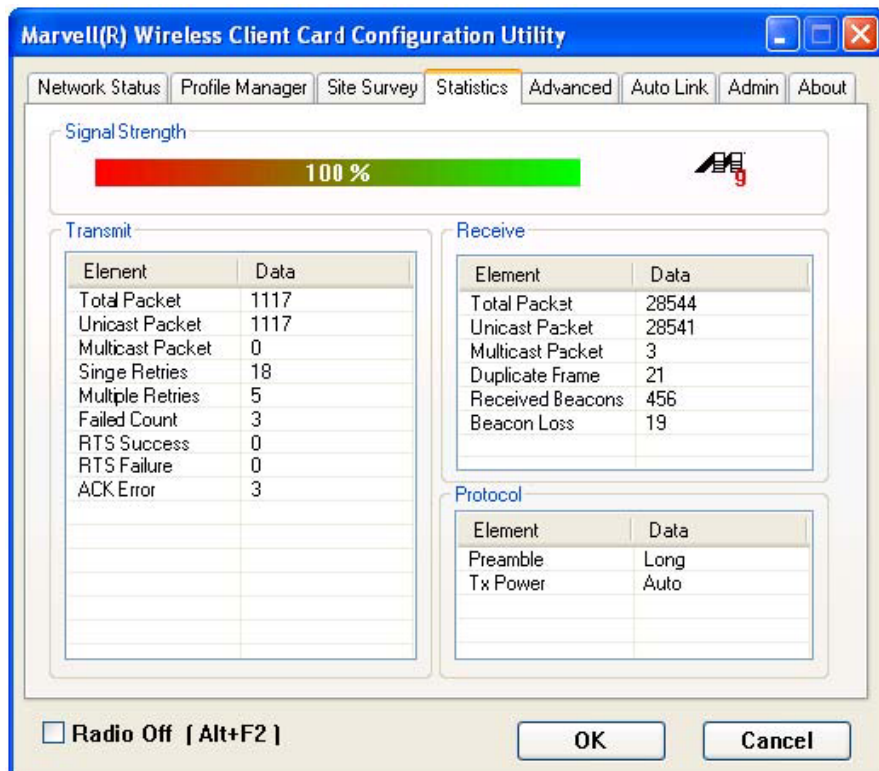 Marvell(R) Wireless Client Card Configuration Utility
Network Status Profile Manager Site Survey Statistics Advanced Auto Link Admin About
Signal Strength
100 %
g
Transmit
Element Data
Total Packet 1117
Unicast Packet 1117
Multicast Packet 0
Singe Retries 18
Multiple Retries 5
Failed Count 3
RTS Success 0
RTS Failure 0
ACK Error 3
Receive
Element Data
Total Packet 28544
Unicast Packet 28541
Multicast Packet 3
Duplicate Frame 21
Received Beacons 456
Beacon Loss 19
Protocol
Element Data
Preamble Long
Tx Power Auto
Radio Off [ Alt+F2 ]
OK Cancel